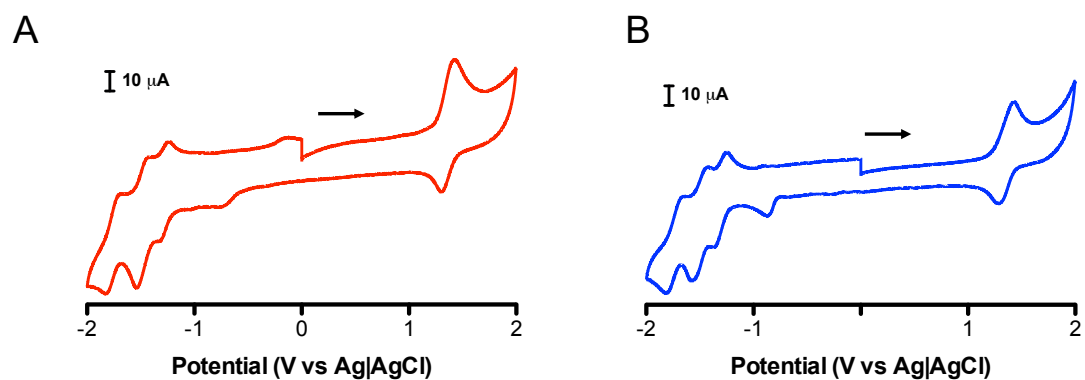 A
10 μA
-2 -1 0 1 2
Potential (V vs Ag|AgCl)
B
10 μA
-2 -1 1 2
Potential (V vs Ag|AgCl)